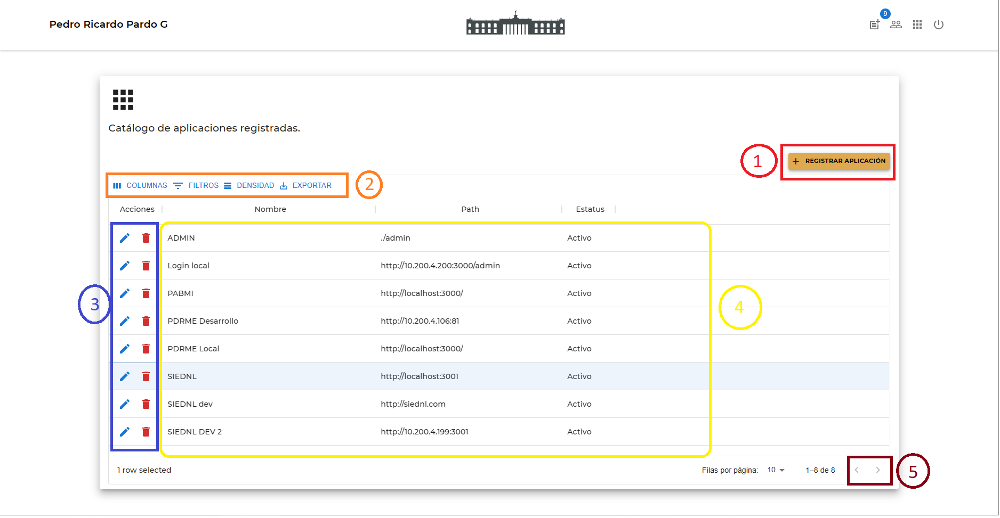 Pedro Ricardo Pardo G
9
Catálogo de aplicaciones registradas.
1
+ REGISTRAR APLICACIÓN
COLUMNAS FILTROS DENSIDAD EXPORTAR
2
Acciones Nombre Path Estatus
ADMIN ./admin Activo
Login local http://10.200.4.200:3000/admin Activo
PABMI http://localhost:3000/ Activo
3
4
PDRME Desarrollo http://10.200.4.106:81 Activo
PDRME Local http://localhost:3000/ Activo
SIEDNL http://localhost:3001 Activo
SIEDNL dev http://siednl.com Activo
SIEDNL DEV 2 http://10.200.4.199:3001 Activo
1 row selected Filas por página: 10 1–8 de 8
5